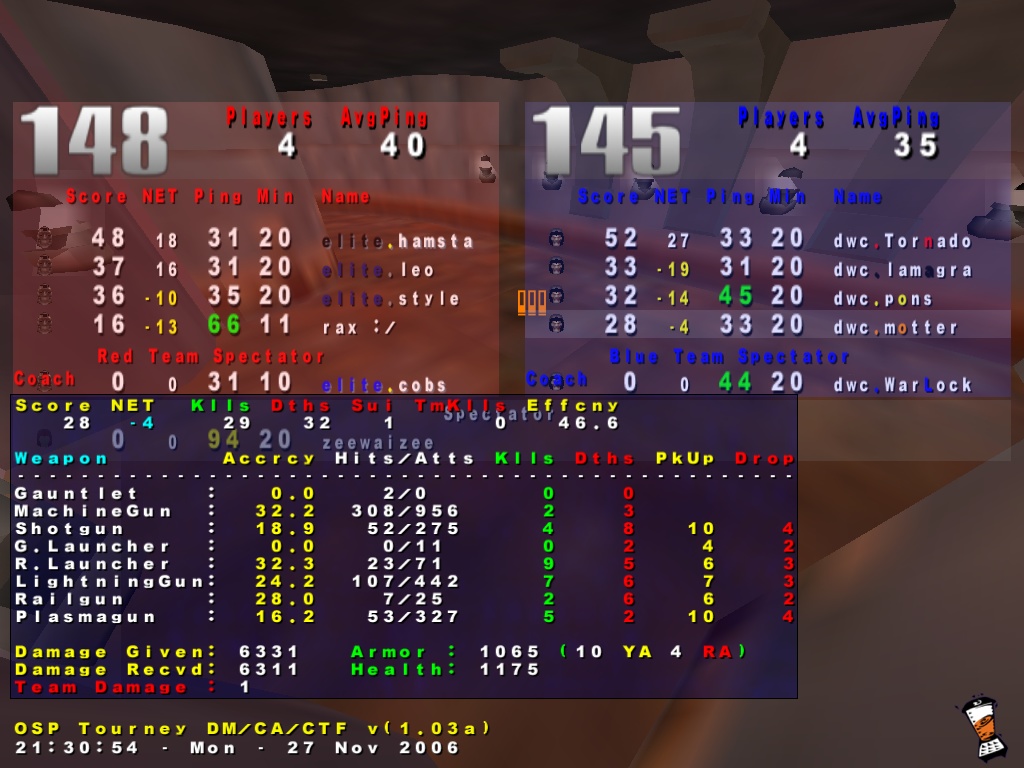 148 Players AvgPing 145 Players AvgPing
4 40 4 35
Score NET Ping Min Name Score NET Ping Min Name
48 18 31 20 elite.hamsta 52 27 33 20 dwc.Tornado
37 16 31 20 elite.leo 33 -19 31 20 dwc.lamagra
36 -10 35 20 elite.style 32 -14 45 20 dwc.pons
16 -13 66 11 rax :/ 28 -4 33 20 dwc.motter
Red Team Spectator Blue Team Spectator
Coach 0 0 31 10 elite.cobs Coach 0 0 44 20 dwc.WarLock
Score NET Klls Dths Sui TmKlls Effcny
Spectator
28 -4 29 32 1 0 46.6
0 0 94 20 zeewaizee
Weapon Accrcy Hits/Atts Klls Dths PkUp Drop
Gauntlet : 0.0 2/0 0 0
MachineGun : 32.2 308/956 2 3
Shotgun : 18.9 52/275 4 8 10 4
G.Launcher : 0.0 0/11 0 2 4 2
R.Launcher : 32.3 23/71 9 5 6 3
LightningGun: 24.2 107/442 7 6 7 3
Railgun : 28.0 7/25 2 6 6 2
Plasmagun : 16.2 53/327 5 2 10 4
Damage Given: 6331 Armor : 1065 (10 YA 4 RA)
Damage Recvd: 6311 Health: 1175
Team Damage : 1
OSP Tourney DM/CA/CTF v(1.03a)
21:30:54 - Mon - 27 Nov 2006